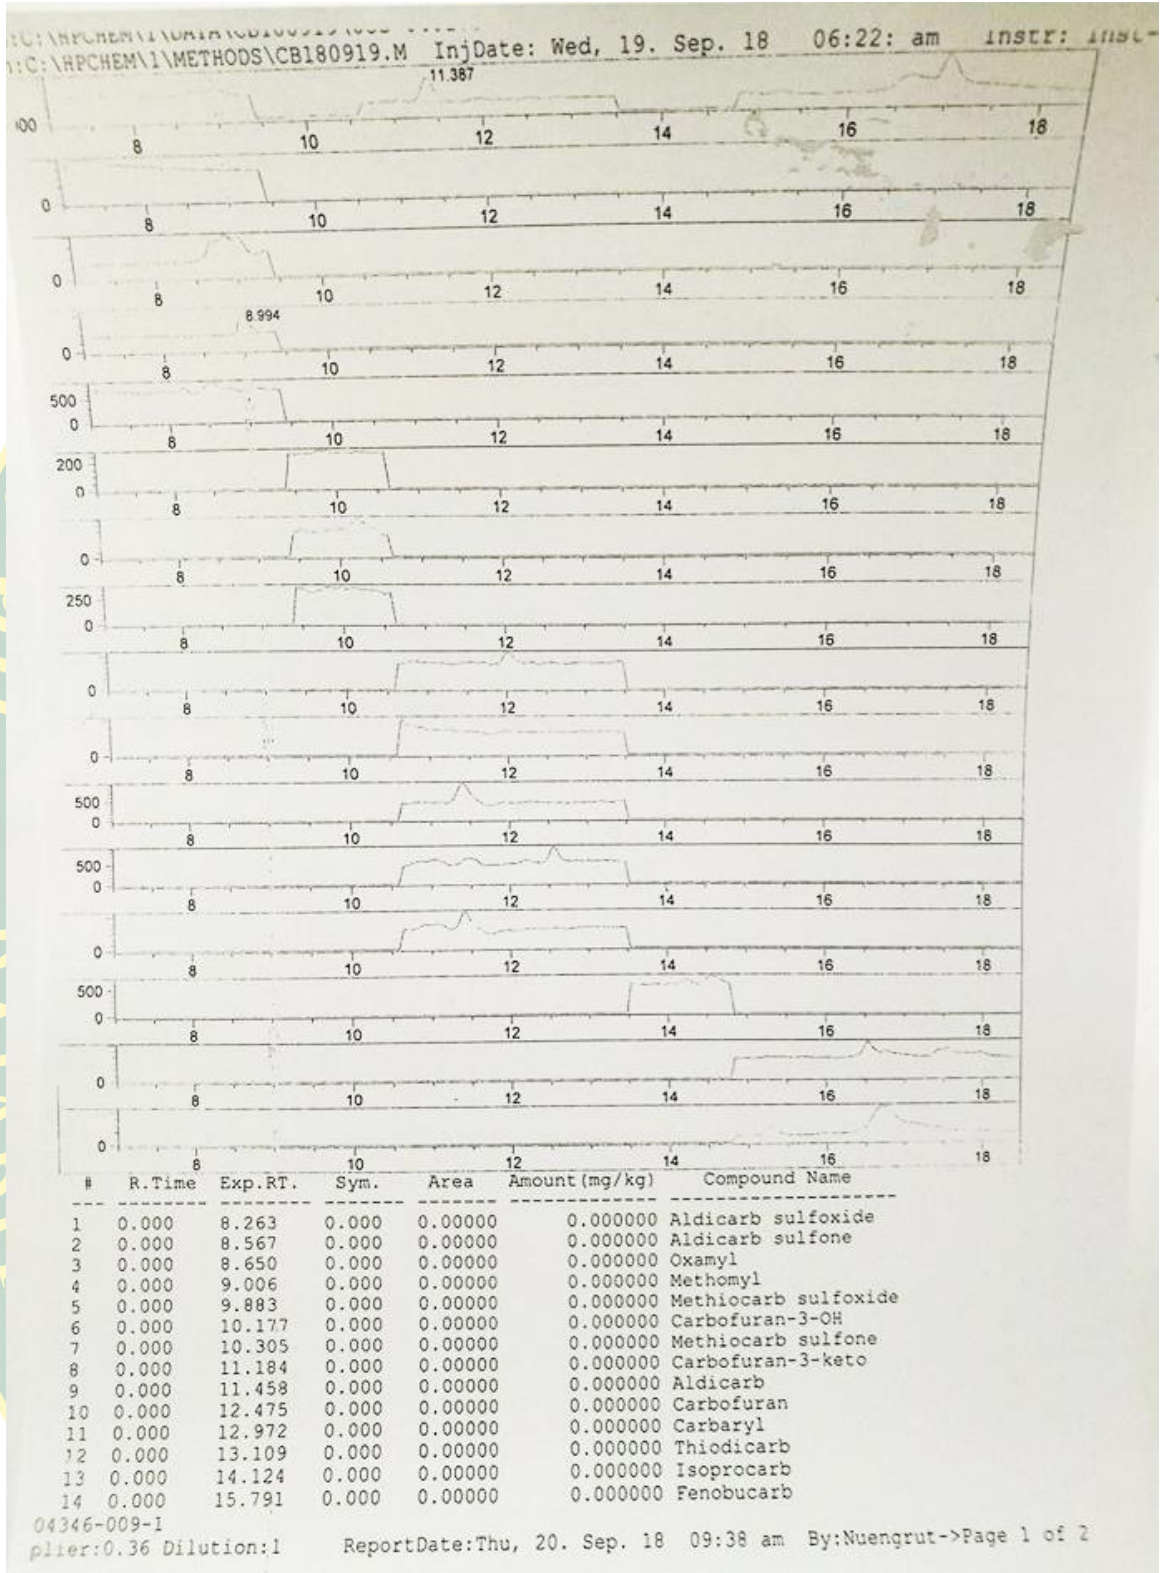 InjDate: Wed, 19. Sep. 18 06:22: am Instr:
:C:\HPCHEM\1\METHODS\CB180919.M
11.387
00
8 10 12 14 16 18
0
8 10 12 14 16 18
0
8 10 12 14 16 18
8.994
0
8 10 12 14 16 18
500
0
8 10 12 14 16 18
200
0
8 10 12 14 16 18
0
8 10 12 14 16 18
250
0
8 10 12 14 16 18
0
8 10 12 14 16 18
0
8 10 12 14 16 18
500
0
8 10 12 14 16 18
500
0
8 10 12 14 16 18
0
8 10 12 14 16 18
500
0
8 10 12 14 16 18
0
8 10 12 14 16 18
0
8 10 12 14 16 18
# R.Time Exp.RT. Sym. Area Amount(mg/kg) Compound Name
1 0.000 8.263 0.000 0.00000 0.000000 Aldicarb sulfoxide
2 0.000 8.567 0.000 0.00000 0.000000 Aldicarb sulfone
3 0.000 8.650 0.000 0.00000 0.000000 Oxamyl
4 0.000 9.006 0.000 0.00000 0.000000 Methomyl
5 0.000 9.883 0.000 0.00000 0.000000 Methiocarb sulfoxide
6 0.000 10.177 0.000 0.00000 0.000000 Carbofuran-3-OH
7 0.000 10.305 0.000 0.00000 0.000000 Methiocarb sulfone
8 0.000 11.184 0.000 0.00000 0.000000 Carbofuran-3-keto
9 0.000 11.458 0.000 0.00000 0.000000 Aldicarb
10 0.000 12.475 0.000 0.00000 0.000000 Carbofuran
11 0.000 12.972 0.000 0.00000 0.000000 Carbaryl
12 0.000 13.109 0.000 0.00000 0.000000 Thiodicarb
13 0.000 14.124 0.000 0.00000 0.000000 Isoprocarb
14 0.000 15.791 0.000 0.00000 0.000000 Fenobucarb
04346-009-1
plier:0.36 Dilution:1 ReportDate:Thu, 20. Sep. 18 09:38 am By:Nuengrut->Page 1 of 2